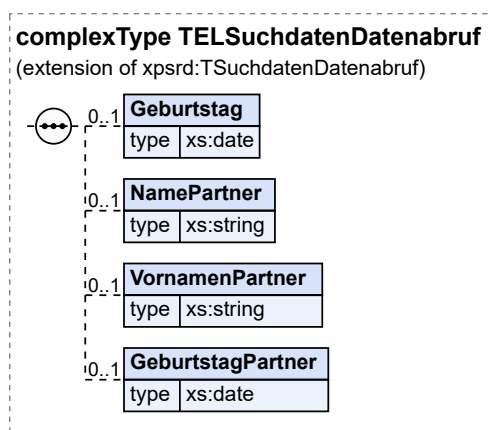 complexType TELSuchdatenDatenabruf
(extension of xpsrd:TSuchdatenDatenabruf)
0..1 Geburtstag
type xs:date
0..1 NamePartner
type xs:string
0..1 VornamenPartner
type xs:string
0..1 GeburtstagPartner
type xs:date